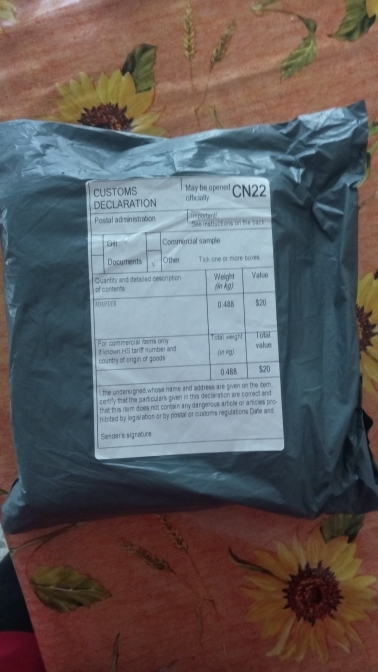 CUSTOMS
DECLARATION
May be opened
officially
CN22
Postal administration
Important!
See instructions on the back
Gift
Commercial sample
Documents
x
Other
Tick one or more boxes
Quantity and detailed description
of contents
Weight
(in kg)
Value
ADAPTER
0.488
$20
For commercial items only
If known, HS tariff number and
country of origin of goods
Total weight
(in kg)
Total
value
0.488
$20
I, the undersigned, whose name and address are given on the item,
certify that the particulars given in this declaration are correct and
that this item does not contain any dangerous article or articles pro-
hibited by legislation or by postal or customs regulations Date and
Sender's signature